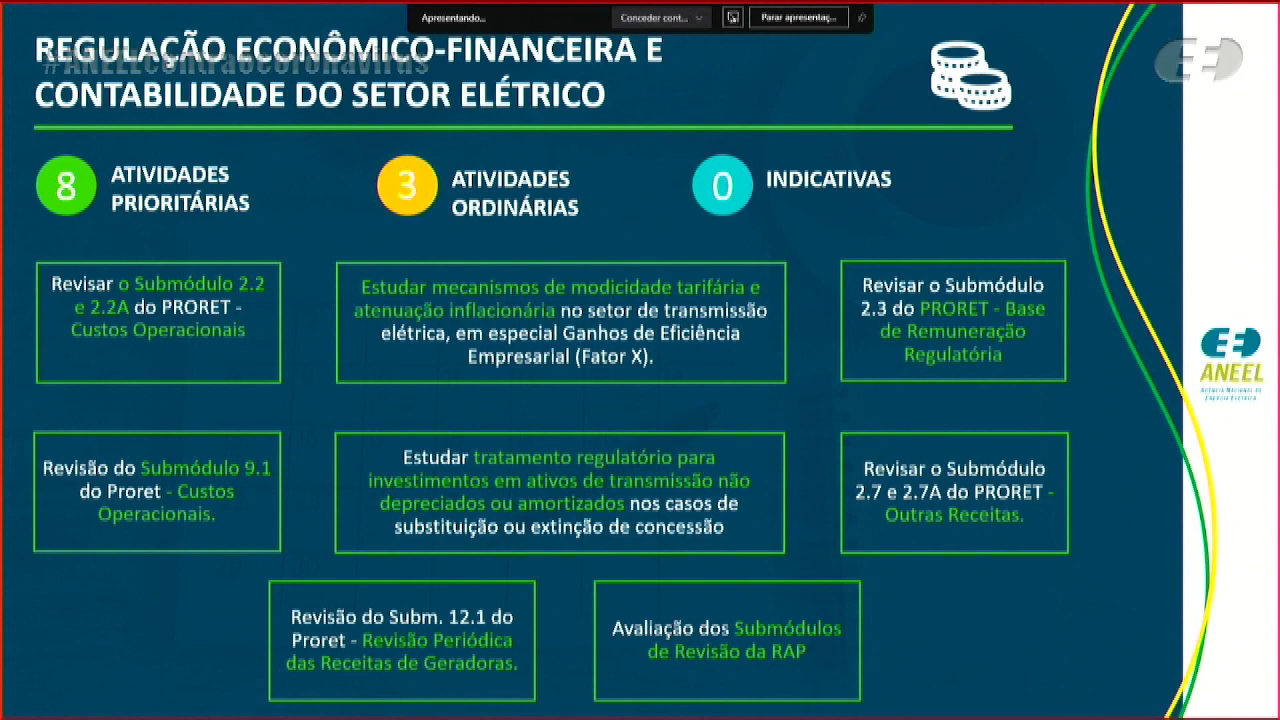 Apresentando...
Conceder cont...
Parar apresentaç...
REGULAÇÃO ECONÔMICO-FINANCEIRA E
#ANEELcontraocoronavírus
CONTABILIDADE DO SETOR ELÉTRICO
8
ATIVIDADES
PRIORITÁRIAS
3
ATIVIDADES
ORDINÁRIAS
0
INDICATIVAS
Revisar o Submódulo 2.2
e 2.2A do PRORET -
Custos Operacionais
Estudar mecanismos de modicidade tarifária e
atenuação inflacionária no setor de transmissão
elétrica, em especial Ganhos de Eficiência
Empresarial (Fator X).
Revisar o Submódulo
2.3 do PRORET - Base
de Remuneração
Regulatória
Revisão do Submódulo 9.1
do Proret - Custos
Operacionais.
Estudar tratamento regulatório para
investimentos em ativos de transmissão não
depreciados ou amortizados nos casos de
substituição ou extinção de concessão
Revisar o Submódulo
2.7 e 2.7A do PRORET -
Outras Receitas.
Revisão do Subm. 12.1 do
Proret - Revisão Periódica
das Receitas de Geradoras.
Avaliação dos Submódulos
de Revisão da RAP
ANEEL
AGÊNCIA NACIONAL DE
ENERGIA ELÉTRICA